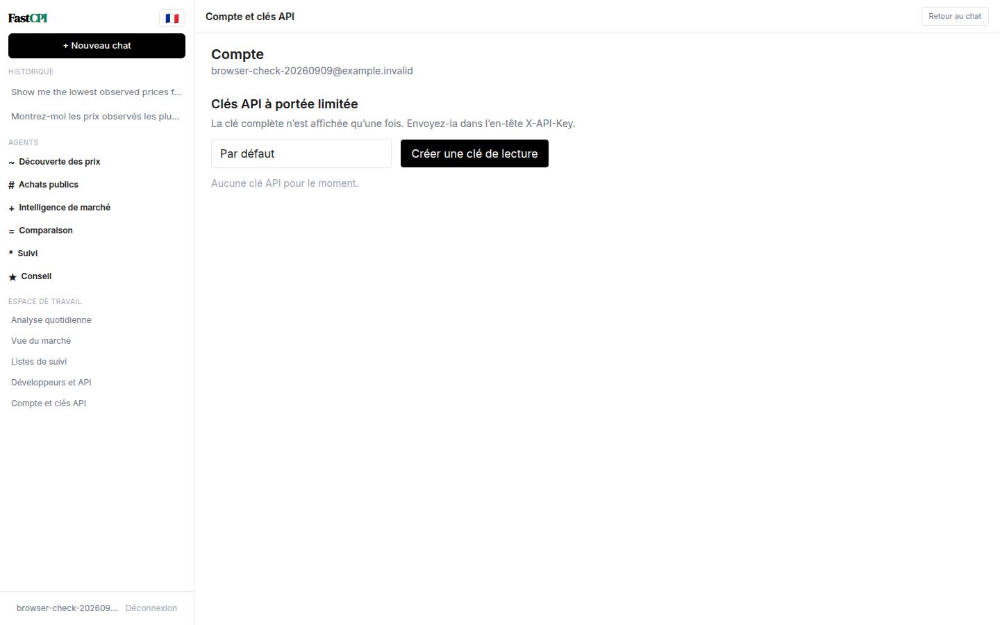 FastCPI
+ Nouveau chat
HISTORIQUE
Show me the lowest observed prices f...
Montrez-moi les prix observés les plu...
AGENTS
~ Découverte des prix
# Achats publics
+ Intelligence de marché
= Comparaison
* Suivi
★ Conseil
ESPACE DE TRAVAIL
Analyse quotidienne
Vue du marché
Listes de suivi
Développeurs et API
Compte et clés API
browser-check-202609... Déconnexion
Compte et clés API
Retour au chat
Compte
browser-check-20260909@example.invalid
Clés API à portée limitée
La clé complète n’est affichée qu’une fois. Envoyez-la dans l’en-tête X-API-Key.
Par défaut
Créer une clé de lecture
Aucune clé API pour le moment.